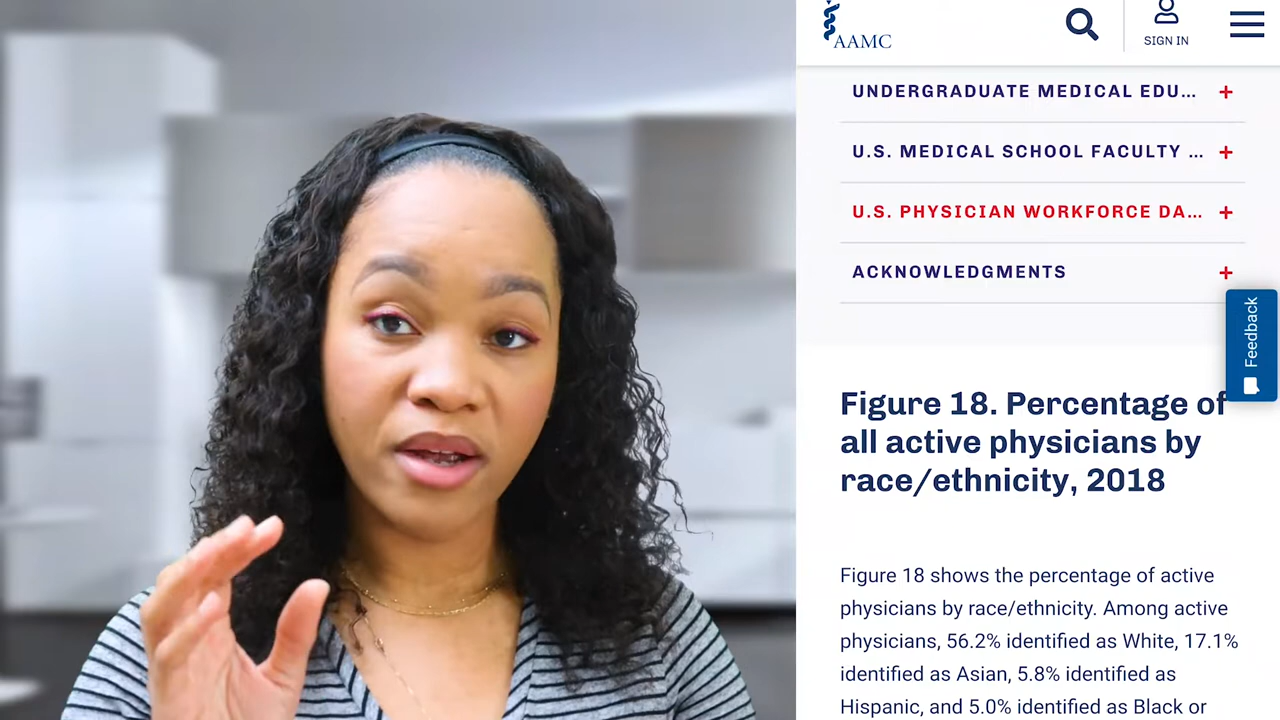 AAMC
SIGN IN
UNDERGRADUATE MEDICAL EDU... +
U.S. MEDICAL SCHOOL FACULTY ... +
U.S. PHYSICIAN WORKFORCE DA... +
ACKNOWLEDGMENTS +
Feedback
Figure 18. Percentage of
all active physicians by
race/ethnicity, 2018
Figure 18 shows the percentage of active
physicians by race/ethnicity. Among active
physicians, 56.2% identified as White, 17.1%
identified as Asian, 5.8% identified as
Hispanic, and 5.0% identified as Black or